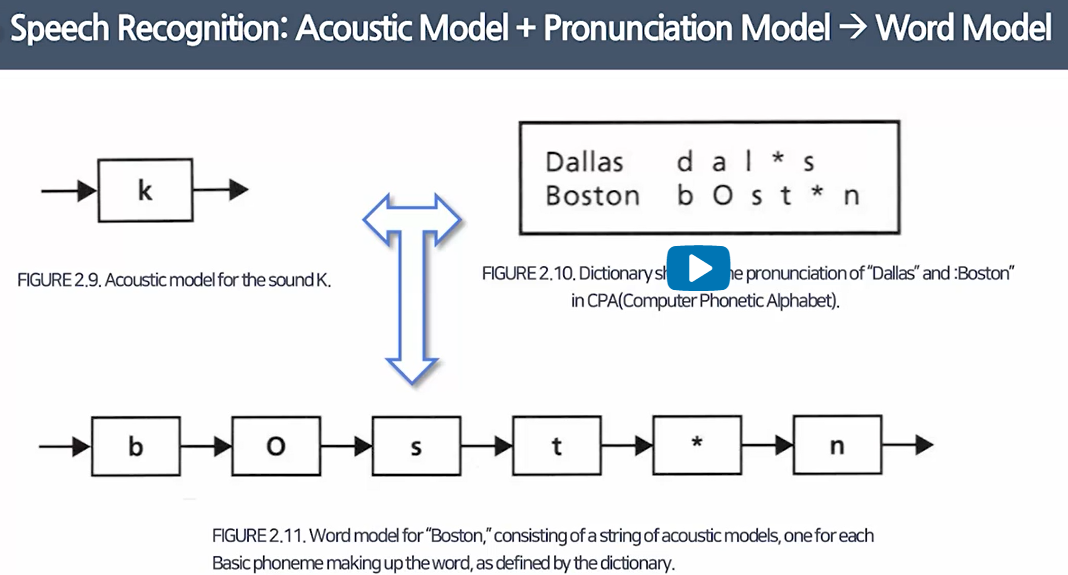 Speech Recognition: Acoustic Model + Pronunciation Model → Word Model
k
Dallas d a l * s
Boston b O s t * n
FIGURE 2.9. Acoustic model for the sound K.
FIGURE 2.10. Dictionary pronunciation of “Dallas” and :Boston”
in CPA(Computer Phonetic Alphabet).
b O s t * n
FIGURE 2.11. Word model for “Boston,” consisting of a string of acoustic models, one for each
Basic phoneme making up the word, as defined by the dictionary.